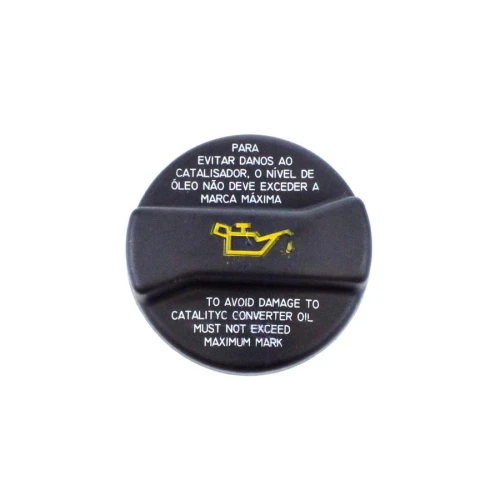 PARA
EVITAR DANOS AO
CATALISADOR, O NÍVEL DE
ÓLEO NÃO DEVE EXCEDER A
MARCA MÁXIMA
TO AVOID DAMAGE TO
CATALITYC CONVERTER OIL
MUST NOT EXCEED
MAXIMUM MARK